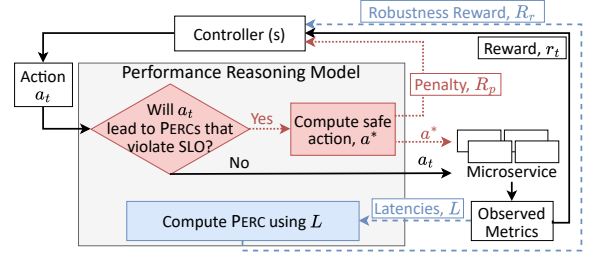 Robustness Reward, R_r
Controller (s)
Reward, r_t
Action
a_t
Performance Reasoning Model
Penalty, R_p
Will a_t
lead to PERCs that
violate SLO?
Yes
Compute safe
action, a*
a*
No
a_t
Microservice
Latencies, L
Observed
Metrics
Compute PERC using L